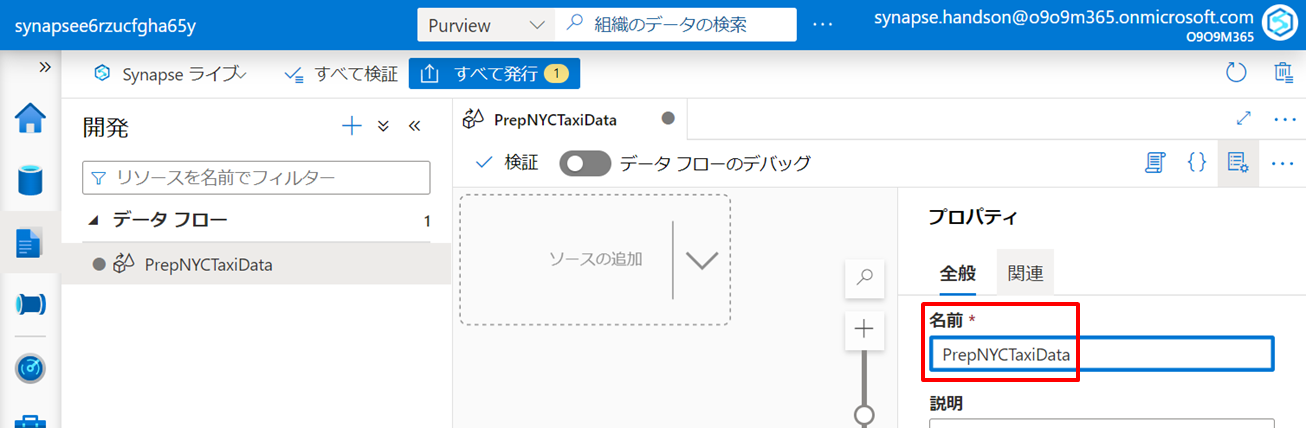 synapsee6rzucfgha65y
Purview
組織のデータの検索
synapse.handson@o9o9m365.onmicrosoft.com
O9O9M365
Synapse ライブ
すべて検証
すべて発行 1
開発
リソースを名前でフィルター
データ フロー 1
PrepNYCTaxiData
PrepNYCTaxiData
検証
データ フローのデバッグ
ソースの追加
プロパティ
全般
関連
名前 *
PrepNYCTaxiData
説明